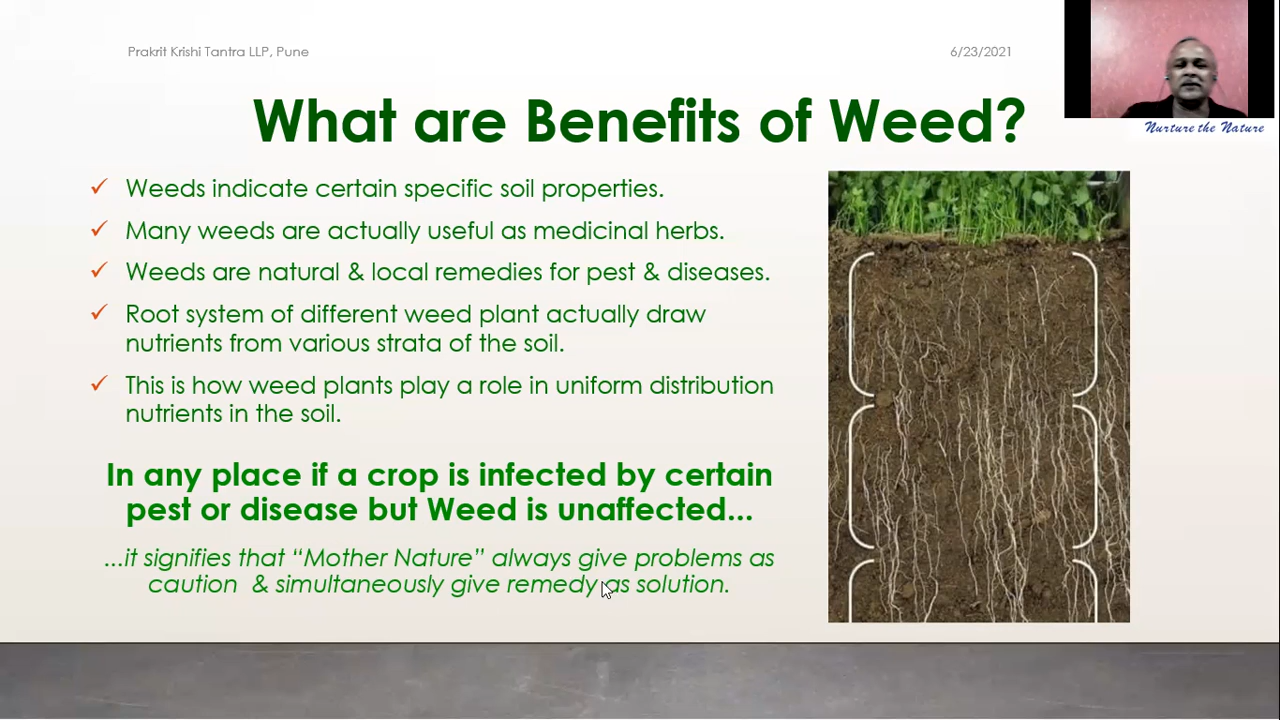 Prakrit Krishi Tantra LLP, Pune
6/23/2021
Nurture the Nature
What are Benefits of Weed?
✓ Weeds indicate certain specific soil properties.
✓ Many weeds are actually useful as medicinal herbs.
✓ Weeds are natural & local remedies for pest & diseases.
✓ Root system of different weed plant actually draw
nutrients from various strata of the soil.
✓ This is how weed plants play a role in uniform distribution
nutrients in the soil.
In any place if a crop is infected by certain
pest or disease but Weed is unaffected...
...it signifies that “Mother Nature” always give problems as
caution & simultaneously give remedy as solution.